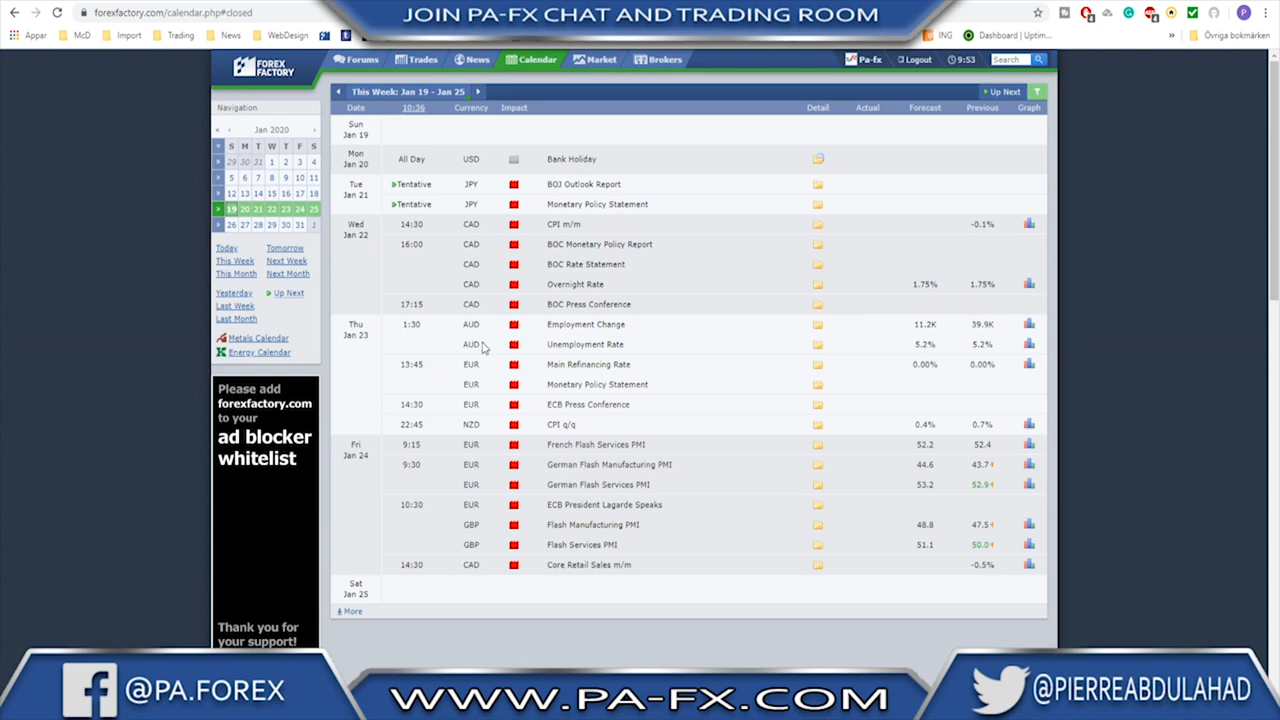 JOIN PA-FX CHAT AND TRADING ROOM
forexfactory.com/calendar.php#closed
Appar McD Import Trading News WebDesign ING Dashboard | Uptim... » Övriga bokmärken
FOREX FACTORY Forums Trades News Calendar Market Brokers Pa-fx Logout 9:53 Search
Navigation
« ‹ Jan 2020 ›
S M T W T F S
29 30 31 1 2 3 4
5 6 7 8 9 10 11
12 13 14 15 16 17 18
19 20 21 22 23 24 25
26 27 28 29 30 31 1
Today Tomorrow
This Week Next Week
This Month Next Month
Yesterday Up Next
Last Week
Last Month
Metals Calendar
Energy Calendar
Please add
forexfactory.com
to your
ad blocker
whitelist
Thank you for
your support!
This Week: Jan 19 - Jan 25 Up Next
Date 10:36 Currency Impact Detail Actual Forecast Previous Graph
Sun
Jan 19
Mon
Jan 20
All Day USD Bank Holiday
Tue
Jan 21
Tentative JPY BOJ Outlook Report
Tentative JPY Monetary Policy Statement
Wed
Jan 22
14:30 CAD CPI m/m -0.1%
16:00 CAD BOC Monetary Policy Report
CAD BOC Rate Statement
CAD Overnight Rate 1.75% 1.75%
17:15 CAD BOC Press Conference
Thu
Jan 23
1:30 AUD Employment Change 11.2K 39.9K
AUD Unemployment Rate 5.2% 5.2%
13:45 EUR Main Refinancing Rate 0.00% 0.00%
EUR Monetary Policy Statement
14:30 EUR ECB Press Conference
22:45 NZD CPI q/q 0.4% 0.7%
Fri
Jan 24
9:15 EUR French Flash Services PMI 52.2 52.4
9:30 EUR German Flash Manufacturing PMI 44.6 43.7
EUR German Flash Services PMI 53.2 52.9
10:30 EUR ECB President Lagarde Speaks
GBP Flash Manufacturing PMI 48.8 47.5
GBP Flash Services PMI 51.1 50.0
14:30 CAD Core Retail Sales m/m -0.5%
Sat
Jan 25
More
@PA.FOREX
WWW.PA-FX.COM
@PIERREABDULAHAD